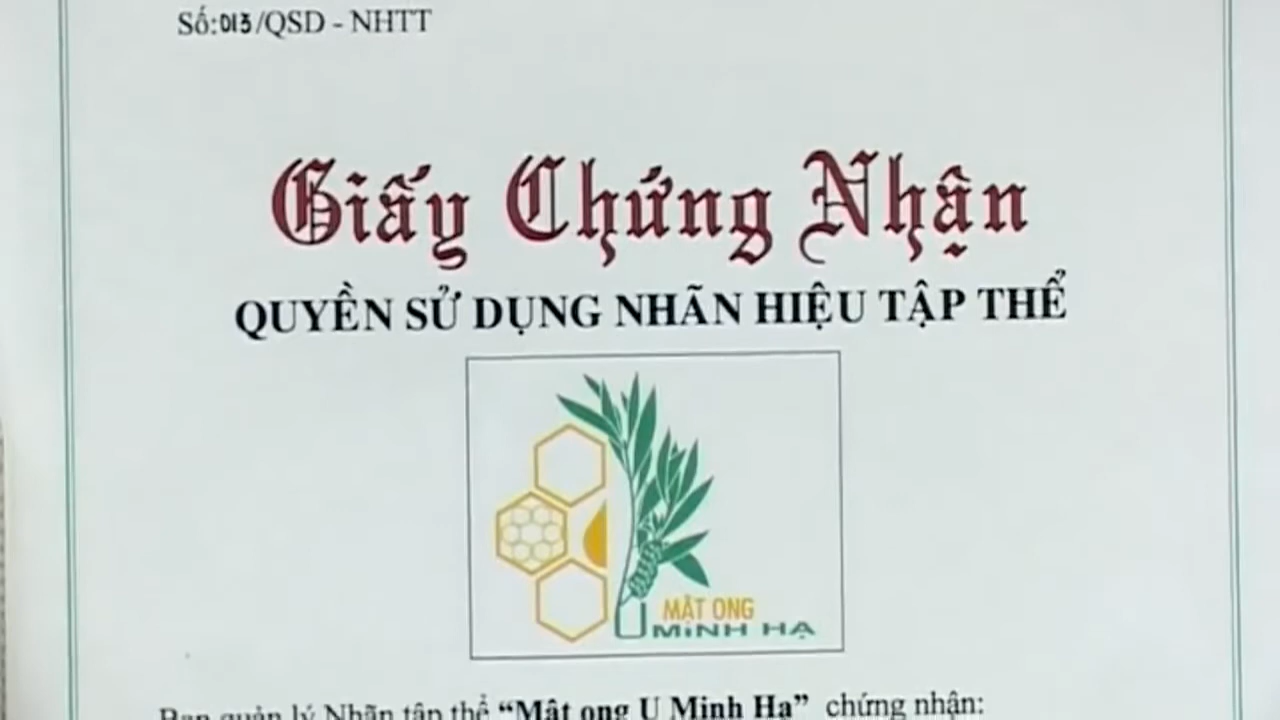 Số:013/QSD - NHTT
Giấy Chứng Nhận
QUYỀN SỬ DỤNG NHÃN HIỆU TẬP THỂ
MẬT ONG
U MINH HẠ
Ban quản lý Nhãn tập thể “Mật ong U Minh Hạ” chứng nhận: